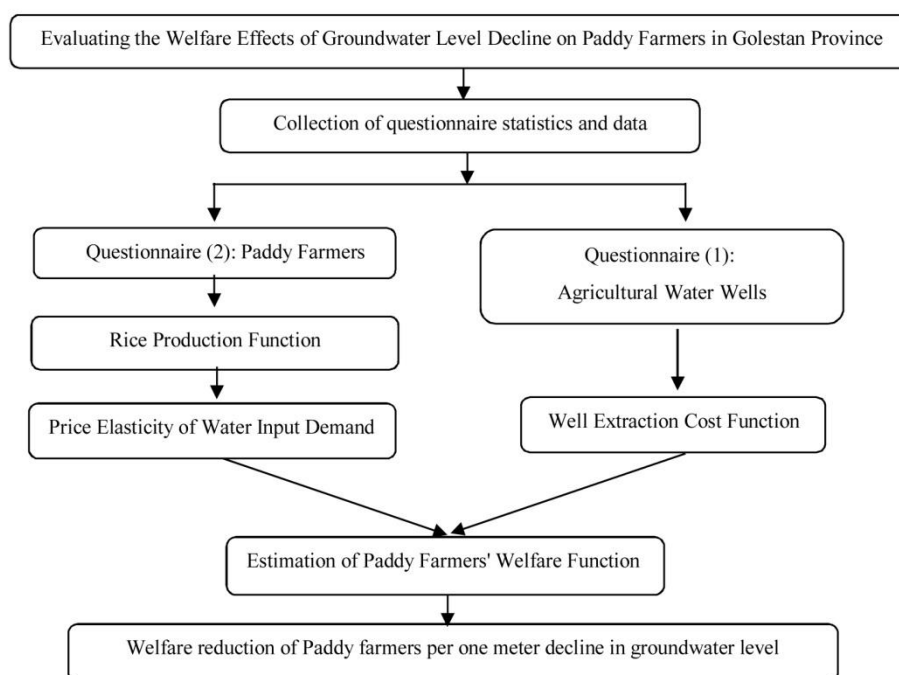 Evaluating the Welfare Effects of Groundwater Level Decline on Paddy Farmers in Golestan Province
Collection of questionnaire statistics and data
Questionnaire (2): Paddy Farmers
Questionnaire (1):
Agricultural Water Wells
Rice Production Function
Price Elasticity of Water Input Demand
Well Extraction Cost Function
Estimation of Paddy Farmers' Welfare Function
Welfare reduction of Paddy farmers per one meter decline in groundwater level